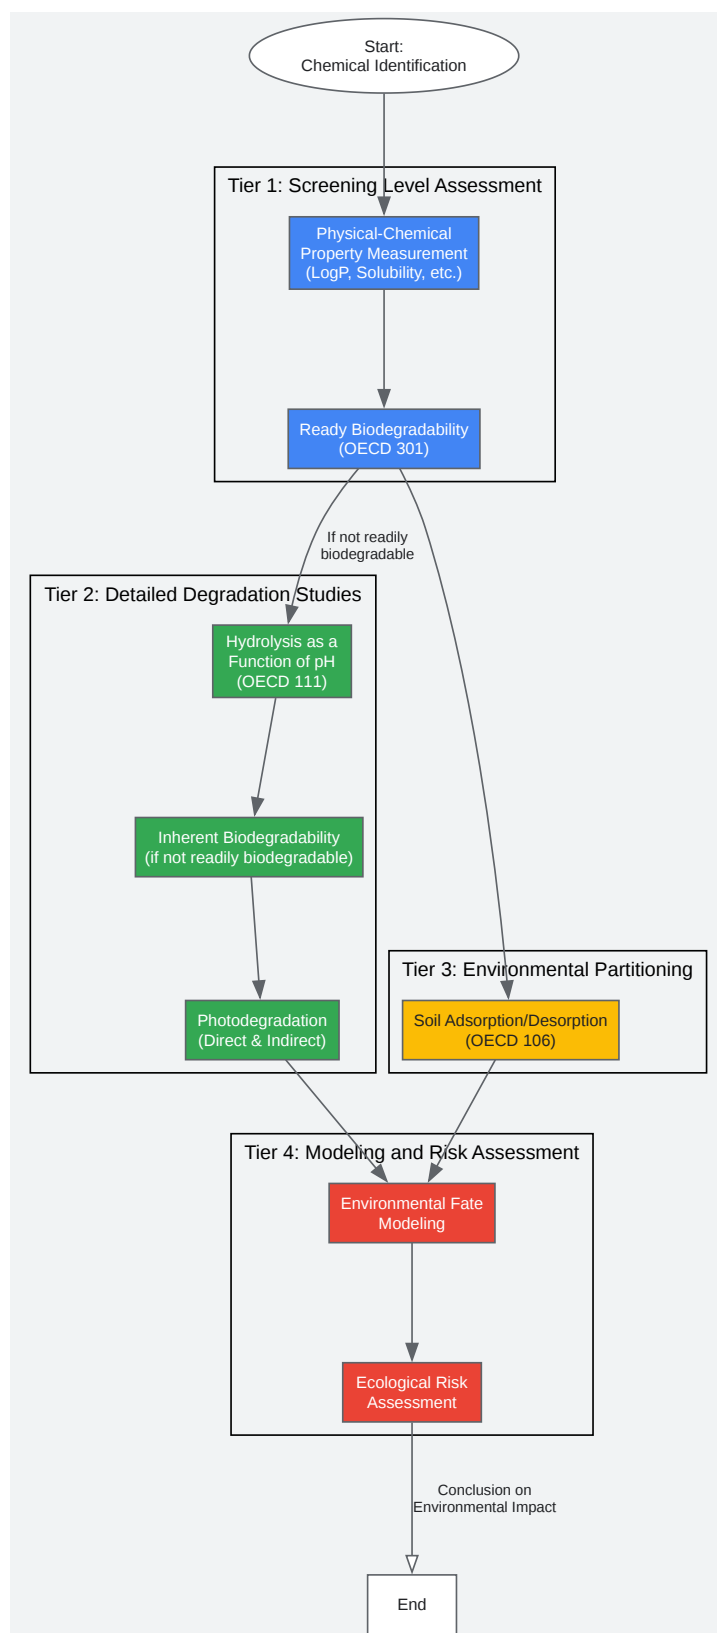 Start:
Chemical Identification
Tier 1: Screening Level Assessment
Physical-Chemical
Property Measurement
(LogP, Solubility, etc.)
Ready Biodegradability
(OECD 301)
If not readily
biodegradable
Tier 2: Detailed Degradation Studies
Hydrolysis as a
Function of pH
(OECD 111)
Inherent Biodegradability
(if not readily biodegradable)
Photodegradation
(Direct & Indirect)
Tier 3: Environmental Partitioning
Soil Adsorption/Desorption
(OECD 106)
Tier 4: Modeling and Risk Assessment
Environmental Fate
Modeling
Ecological Risk
Assessment
Conclusion on
Environmental Impact
End